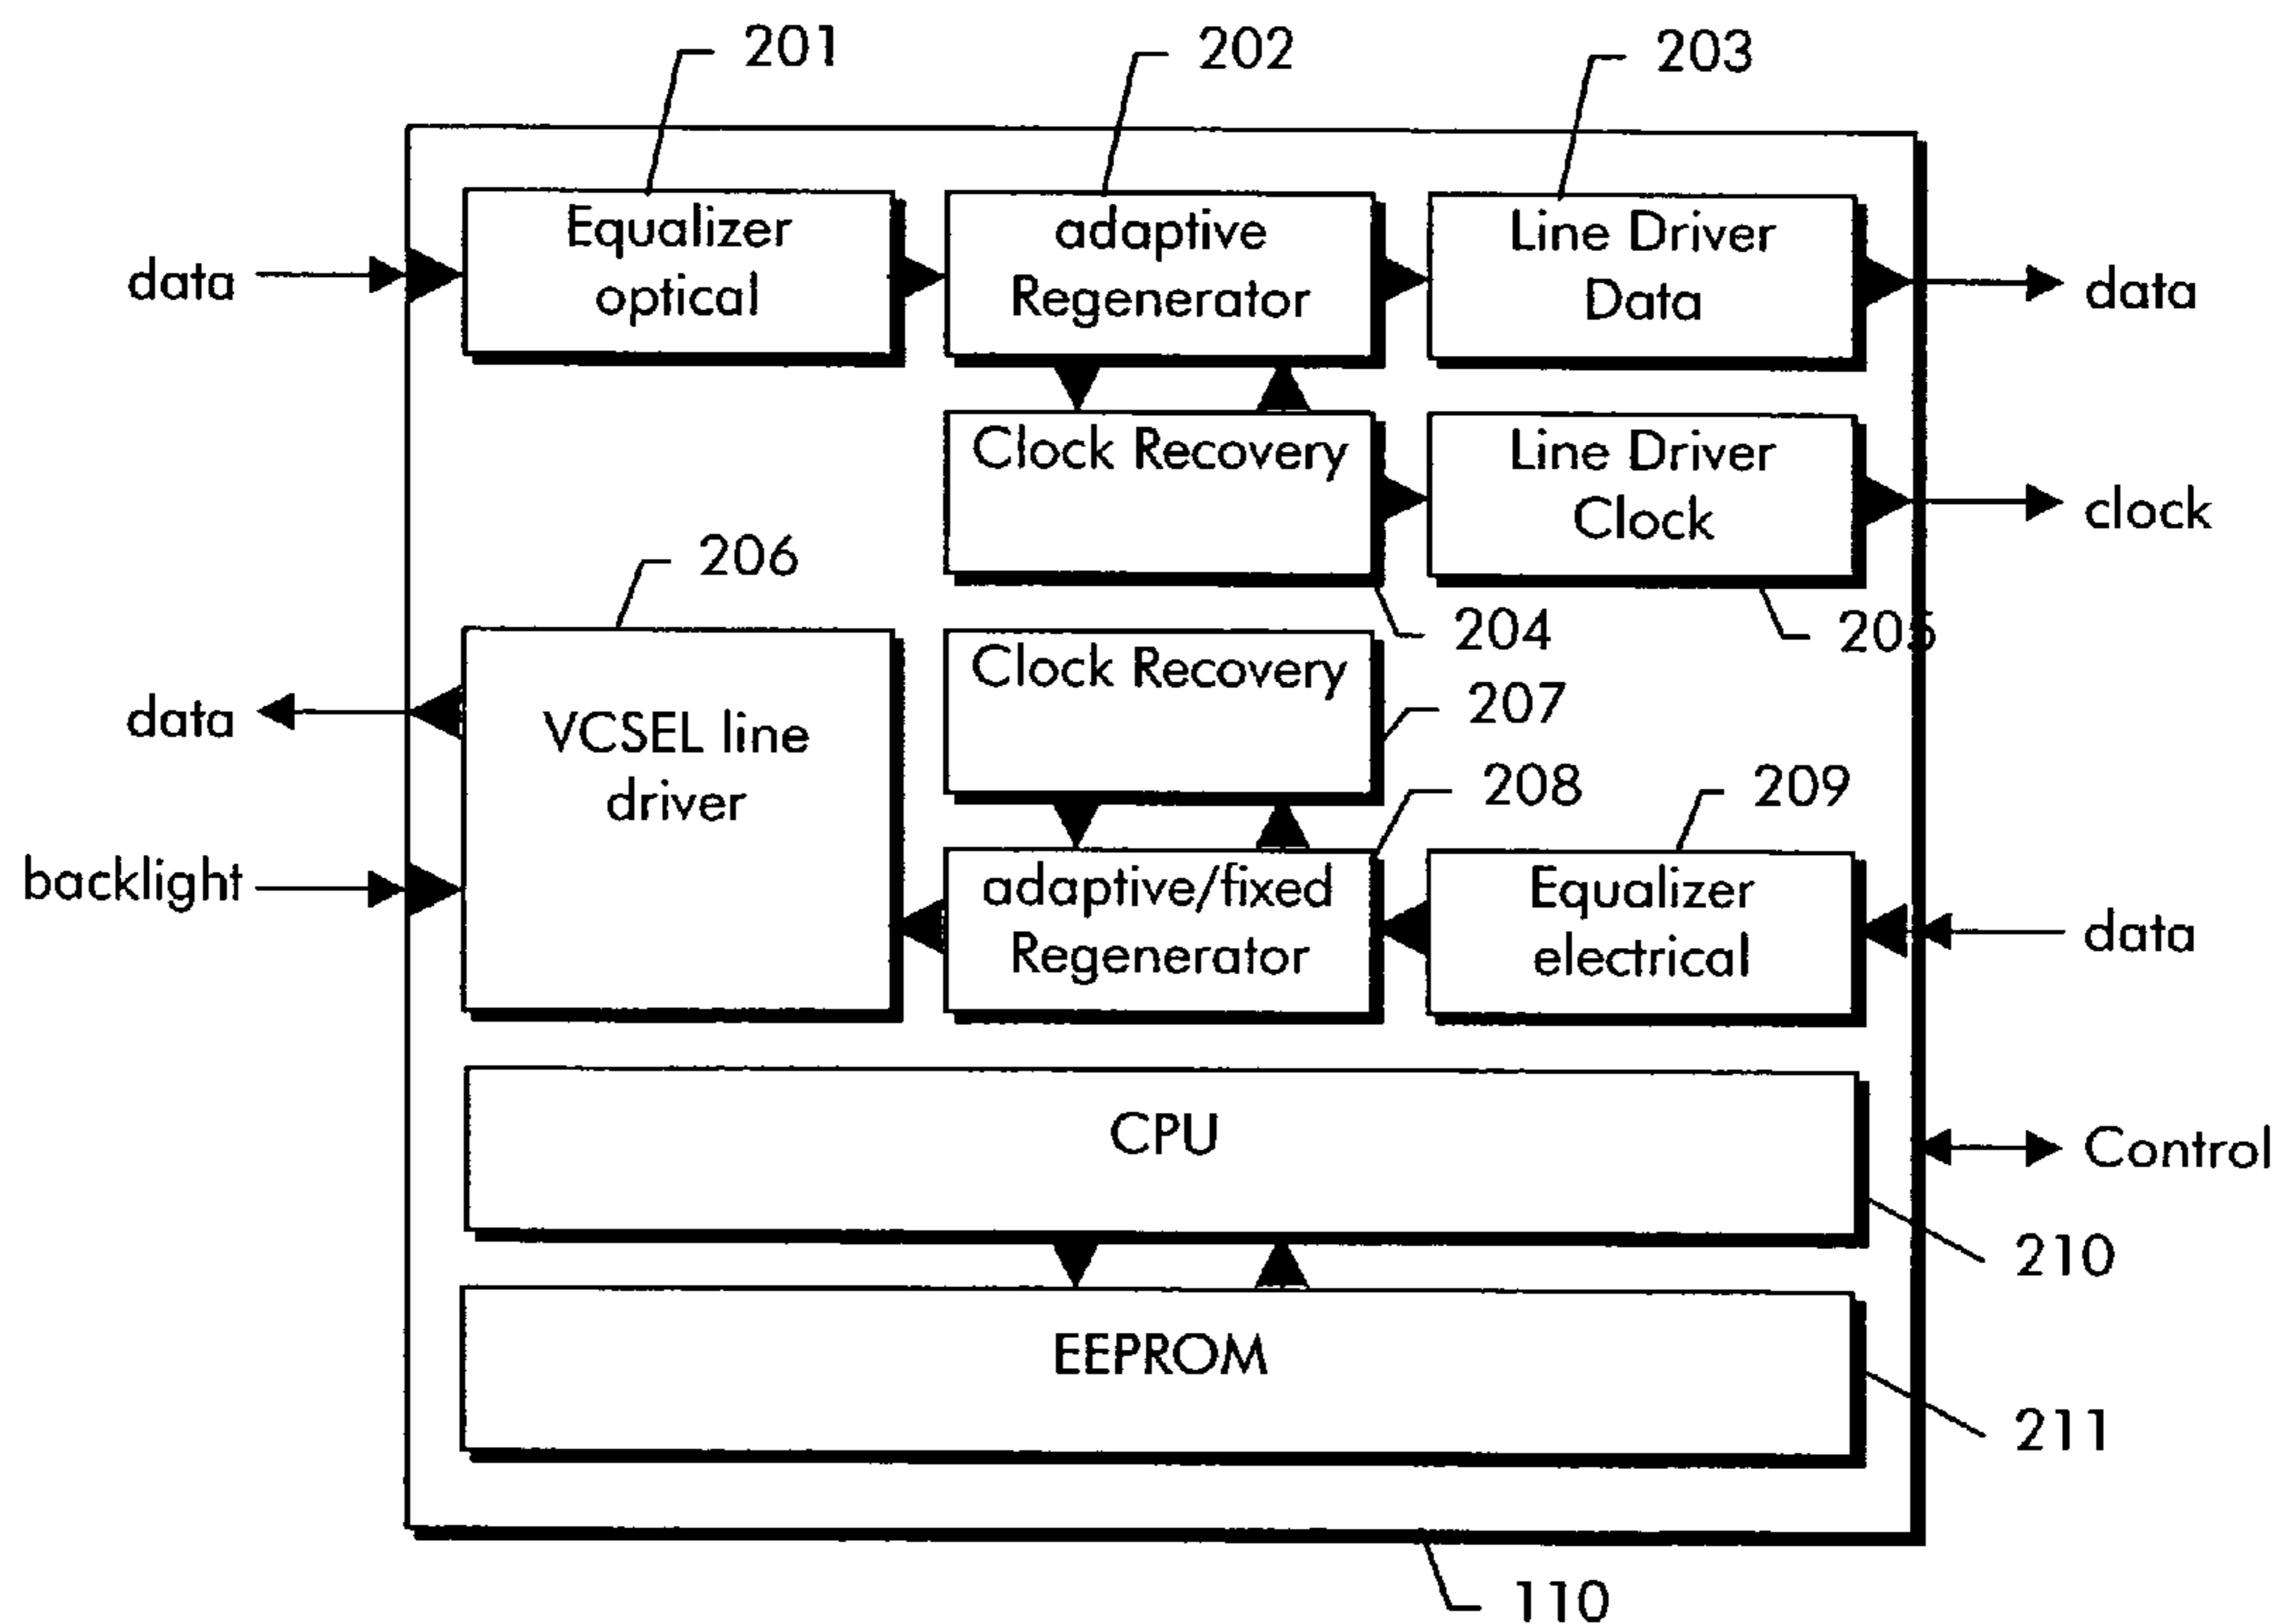 201
202
203
Equalizer
optical
adaptive
Regenerator
Line Driver
Data
data
data
Clock Recovery
Line Driver
Clock
clock
204
205
206
Clock Recovery
207
data
VCSEL line
driver
208
209
backlight
adaptive/fixed
Regenerator
Equalizer
electrical
data
CPU
Control
210
EEPROM
211
110